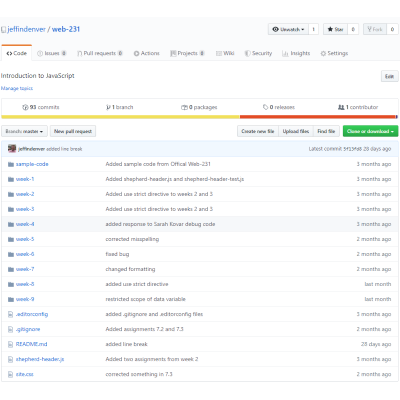 jeffindenver / web-231
Unwatch 1 Star 0 Fork 0
Code Issues 0 Pull requests 0 Actions Projects 0 Wiki Security Insights Settings
Introduction to JavaScript Edit
Manage topics
93 commits 1 branch 0 packages 0 releases 1 contributor
Branch: master New pull request Create new file Upload files Find file Clone or download
jeffindenver added line break Latest commit 28 days ago
sample-code Added sample code from Offical Web-231 3 months ago
week-1 Added shepherd-header.js and shepherd-header-test.js 3 months ago
week-2 Added use strict directive to weeks 2 and 3 3 months ago
week-3 Added use strict directive to weeks 2 and 3 3 months ago
week-4 added response to Sarah Kovar debug code 3 months ago
week-5 corrected misspelling 2 months ago
week-6 fixed bug 2 months ago
week-7 changed formatting 2 months ago
week-8 added use strict directive last month
week-9 restricted scope of data variable last month
.editorconfig added .gitignore and .editorconfig files 3 months ago
.gitignore Added assignments 7.2 and 7.3 2 months ago
README.md added line break 28 days ago
shepherd-header.js Added two assignments from week 2 3 months ago
site.css corrected something in 7.3 2 months ago